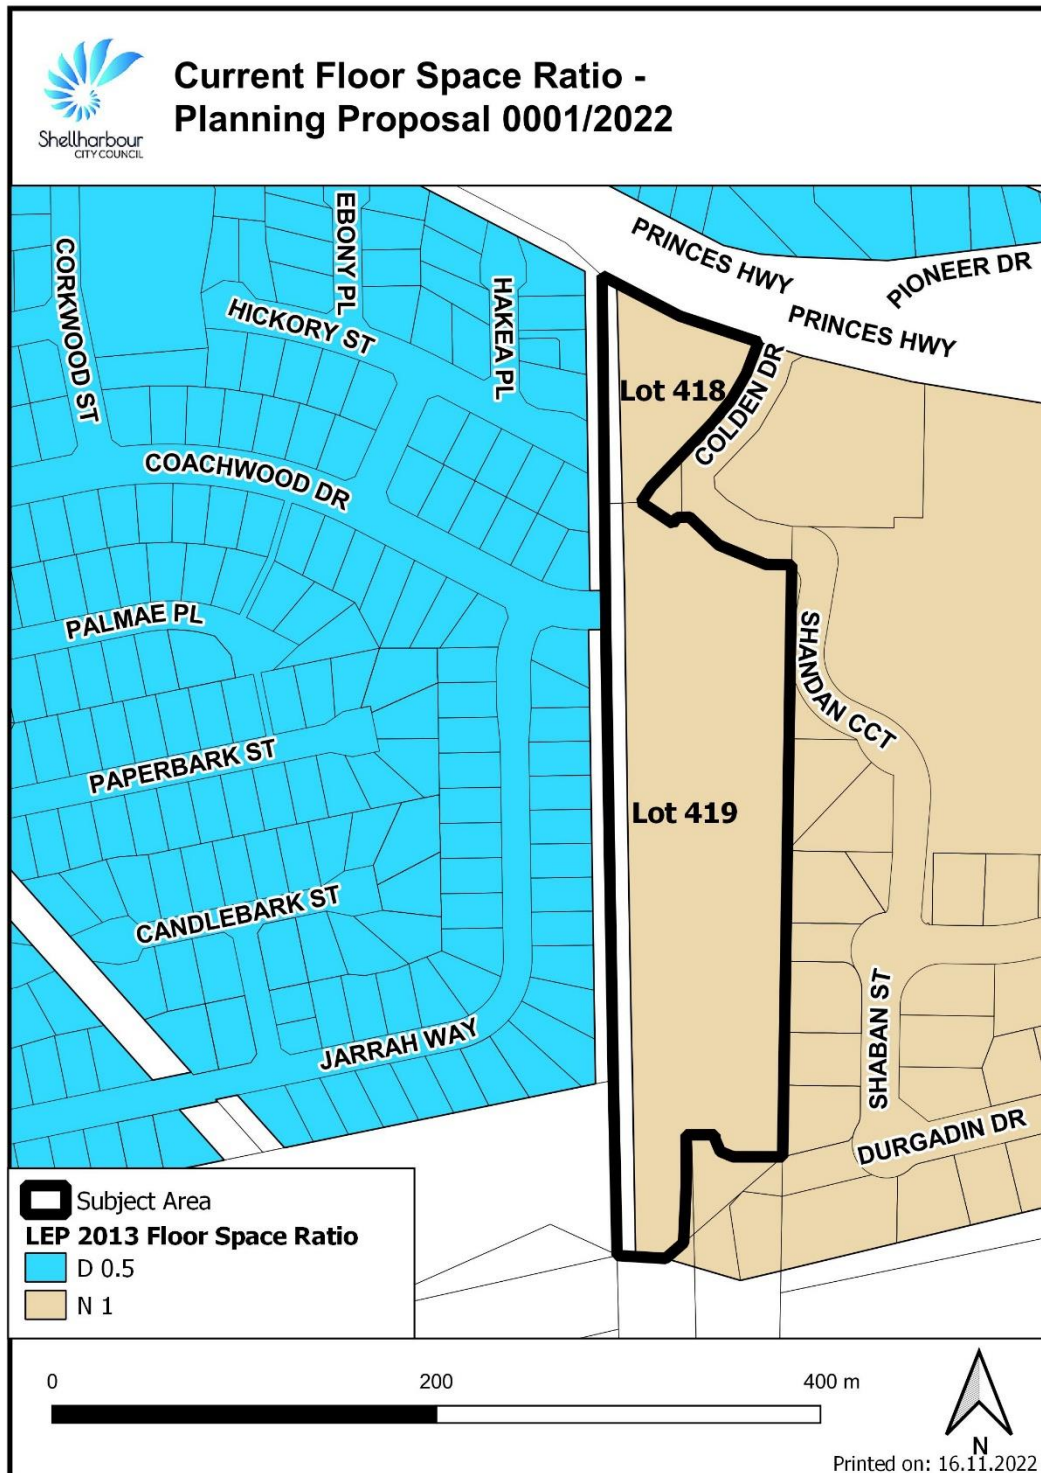 Shellharbour
CITY COUNCIL
Current Floor Space Ratio -
Planning Proposal 0001/2022
CORKWOOD ST
EBONY PL
HICKORY ST
HAKEA PL
PRINCES HWY
PIONEER DR
PRINCES HWY
Lot 418
COLDEN DR
COACHWOOD DR
PALMAE PL
SHANDAN CCT
PAPERBARK ST
Lot 419
CANDLEBARK ST
SHABAN ST
JARRAH WAY
DURGADIN DR
Subject Area
LEP 2013 Floor Space Ratio
D 0.5
N 1
0 200 400 m
N
Printed on: 16.11.2022